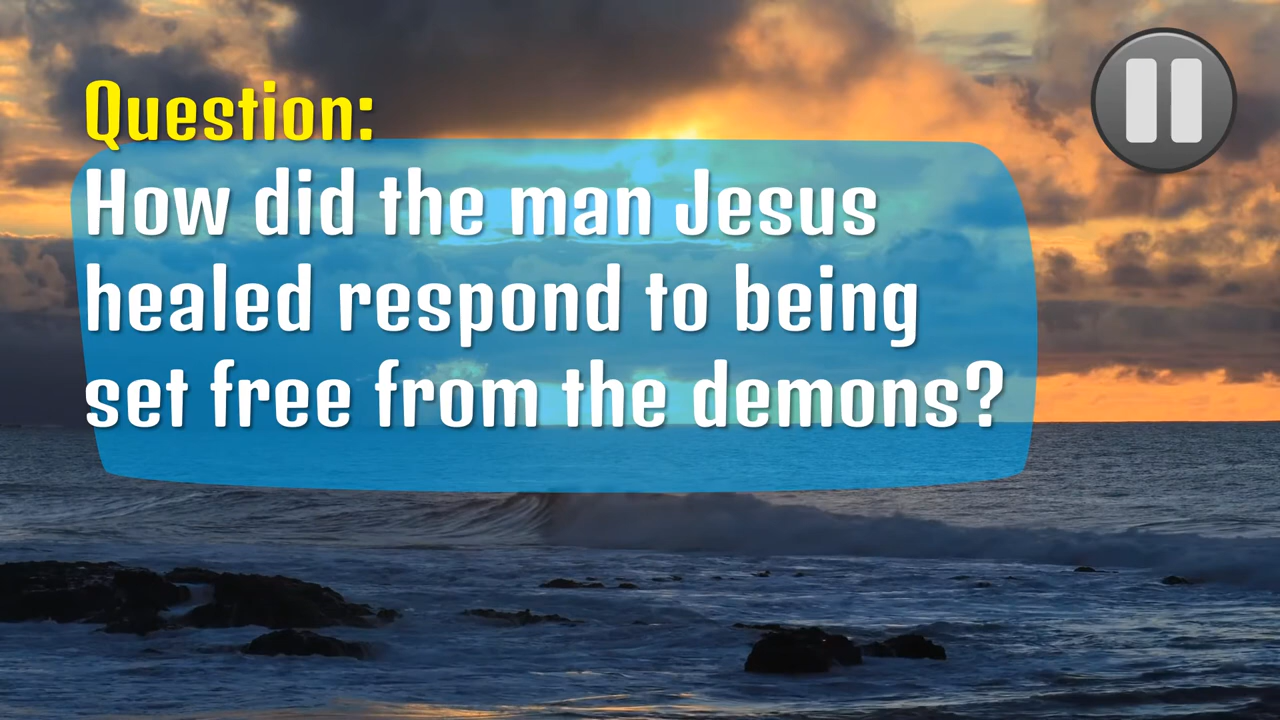 Question:
How did the man Jesus
healed respond to being
set free from the demons?